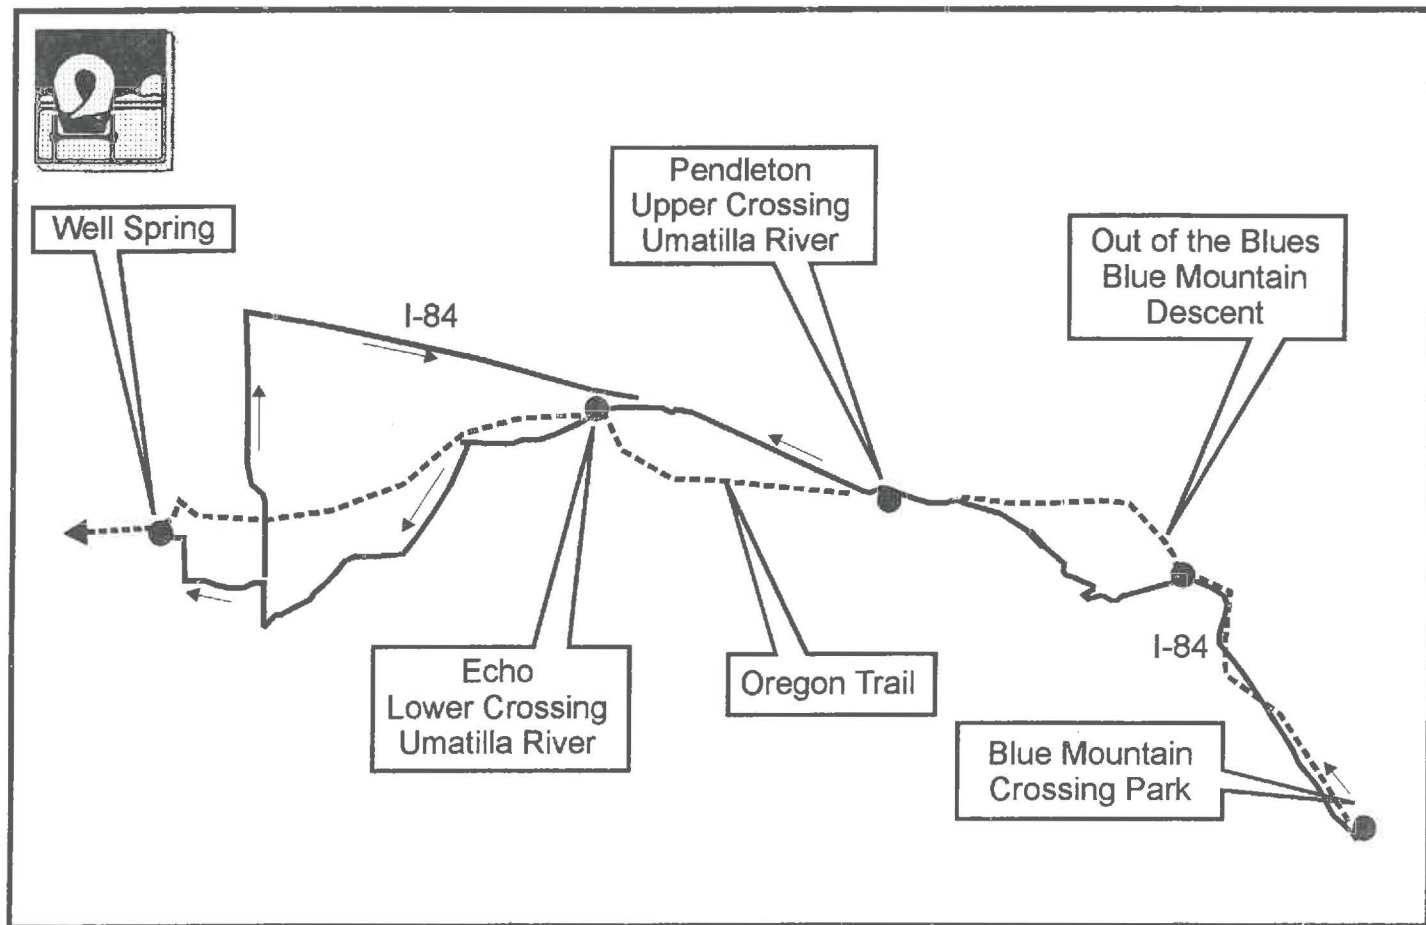 Pendleton
Upper Crossing
Umatilla River
Well Spring
Out of the Blues
Blue Mountain
Descent
I-84
I-84
Echo
Lower Crossing
Umatilla River
Oregon Trail
Blue Mountain
Crossing Park